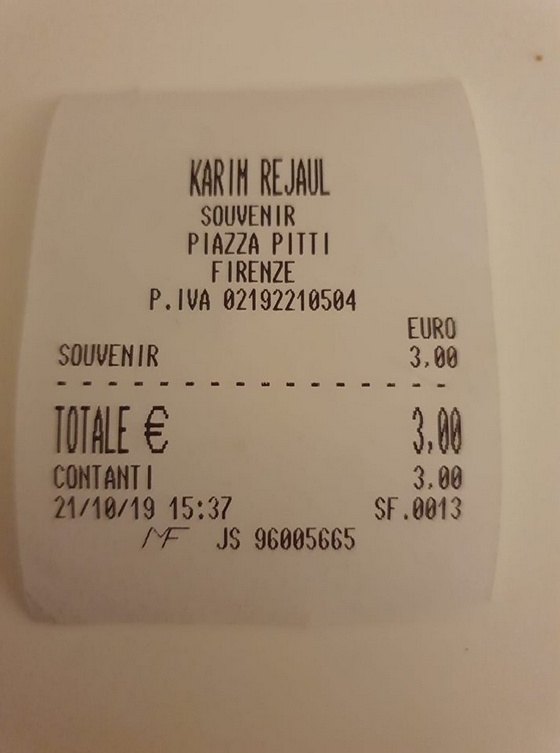 KARIM REJAUL
SOUVENIR
PIAZZA PITTI
FIRENZE
P.IVA 02192210504
EURO
SOUVENIR 3,00
- - - - - - - - - - - - - - - - -
TOTALE € 3,00
CONTANTI 3,00
21/10/19 15:37 SF.0013
MF JS 96005665